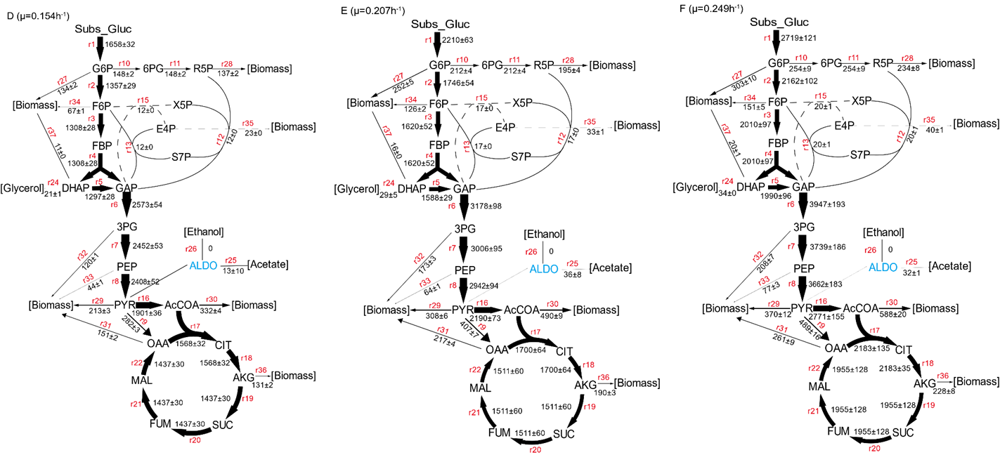 D (μ=0.154h-1)
Subs_Gluc
r1 1658±32
G6P r10 148±2 6PG r11 148±2 R5P r28 137±2 [Biomass]
r27 134±2
r2 1357±29
[Biomass] r34 67±1 F6P r15 12±0 X5P
r3 1308±28
E4P r35 23±0 [Biomass]
r37 11±0
FBP
r13 12±0
r12 12±0
S7P
r4 1308±28
[Glycerol] r24 21±1 DHAP r5 1297±28 GAP
r6 2573±54
3PG
[Ethanol]
r32 120±1
r7 2452±53
r26 0
PEP
ALDO r25 13±10 [Acetate]
r33 44±1
r8 2408±52
[Biomass] r29 213±3 PYR r16 1901±36 AcCOA r30 332±4 [Biomass]
r9 282±3
r31 151±2
r17
OAA 1568±32 CIT
r22 1437±30 1568±32 r18
MAL AKG r36 131±2 [Biomass]
r21 1437±30 1437±30 r19
FUM 1437±30 SUC
r20
E (μ=0.207h-1)
Subs_Gluc
r1 2210±63
G6P r10 212±4 6PG r11 212±4 R5P r28 195±4 [Biomass]
r27 252±5
r2 1746±54
[Biomass] r34 126±2 F6P r15 17±0 X5P
r3 1620±52
E4P r35 33±1 [Biomass]
r37 16±0
FBP
r13 17±0
r12 17±0
S7P
r4 1620±52
[Glycerol] r24 29±5 DHAP r5 1588±29 GAP
r6 3178±98
3PG
[Ethanol]
r32 173±3
r7 3006±95
r26 0
PEP
ALDO r25 36±8 [Acetate]
r33 64±1
r8 2942±94
[Biomass] r29 308±6 PYR r16 2190±73 AcCOA r30 490±9 [Biomass]
r9 407±7
r31 217±4
r17
OAA 1700±64 CIT
r22 1511±60 1700±64 r18
MAL AKG r36 190±3 [Biomass]
r21 1511±60 1511±60 r19
FUM 1511±60 SUC
r20
F (μ=0.249h-1)
Subs_Gluc
r1 2719±121
G6P r10 254±9 6PG r11 254±9 R5P r28 234±8 [Biomass]
r27 303±10
r2 2162±102
[Biomass] r34 151±5 F6P r15 20±1 X5P
r3 2010±97
E4P r35 40±1 [Biomass]
r37 20±1
FBP
r13 20±1
r12 20±1
S7P
r4 2010±97
[Glycerol] r24 34±0 DHAP r5 1990±96 GAP
r6 3947±193
3PG
[Ethanol]
r32 208±7
r7 3739±186
r26 0
PEP
ALDO r25 32±1 [Acetate]
r33 77±3
r8 3662±183
[Biomass] r29 370±12 PYR r16 2771±155 AcCOA r30 588±20 [Biomass]
r9 489±16
r31 261±9
r17
OAA 2183±135 CIT
r22 1955±128 2183±35 r18
MAL AKG r36 228±8 [Biomass]
r21 1955±128 1955±128 r19
FUM 1955±128 SUC
r20